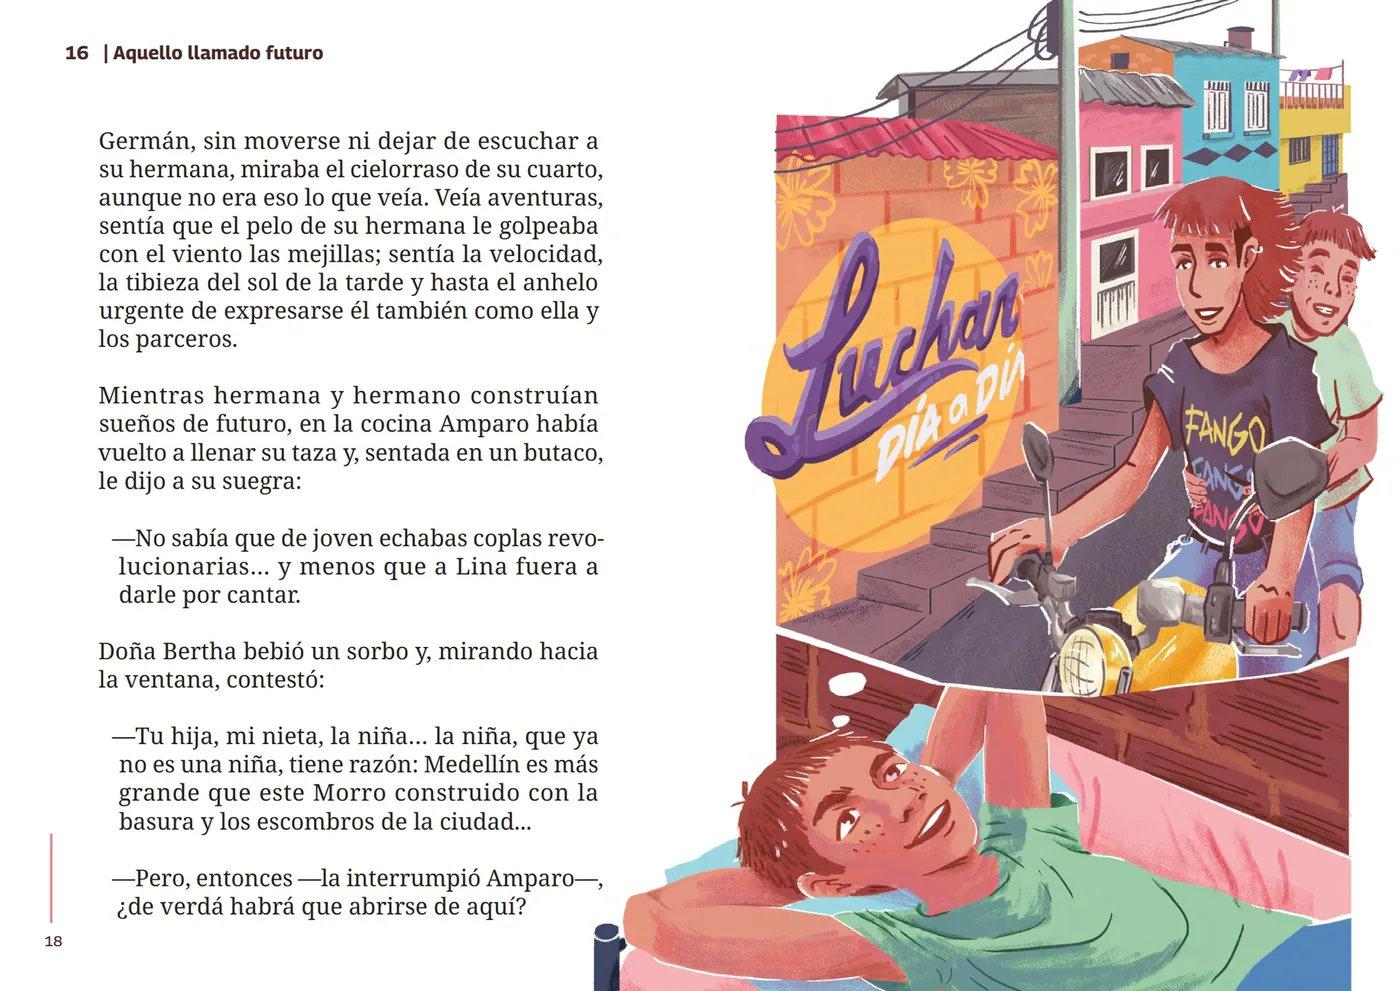 16 | Aquello llamado futuro
Germán, sin moverse ni dejar de escuchar a
su hermana, miraba el cielorraso de su cuarto,
aunque no era eso lo que veía. Veía aventuras,
sentía que el pelo de su hermana le golpeaba
con el viento las mejillas; sentía la velocidad,
la tibieza del sol de la tarde y hasta el anhelo
urgente de expresarse él también como ella y
los parceros.
Mientras hermana y hermano construían
sueños de futuro, en la cocina Amparo había
vuelto a llenar su taza y, sentada en un butaco,
le dijo a su suegra:
—No sabía que de joven echabas coplas revo-
lucionarias... y menos que a Lina fuera a
darle por cantar.
Doña Bertha bebió un sorbo y, mirando hacia
la ventana, contestó:
—Tu hija, mi nieta, la niña... la niña, que ya
no es una niña, tiene razón: Medellín es más
grande que este Morro construido con la
basura y los escombros de la ciudad...
—Pero, entonces —la interrumpió Amparo—,
¿de verdá habrá que abrirse de aquí?
18
Luchar
DÍA a DÍA
FANGO
FANGO
FANGO